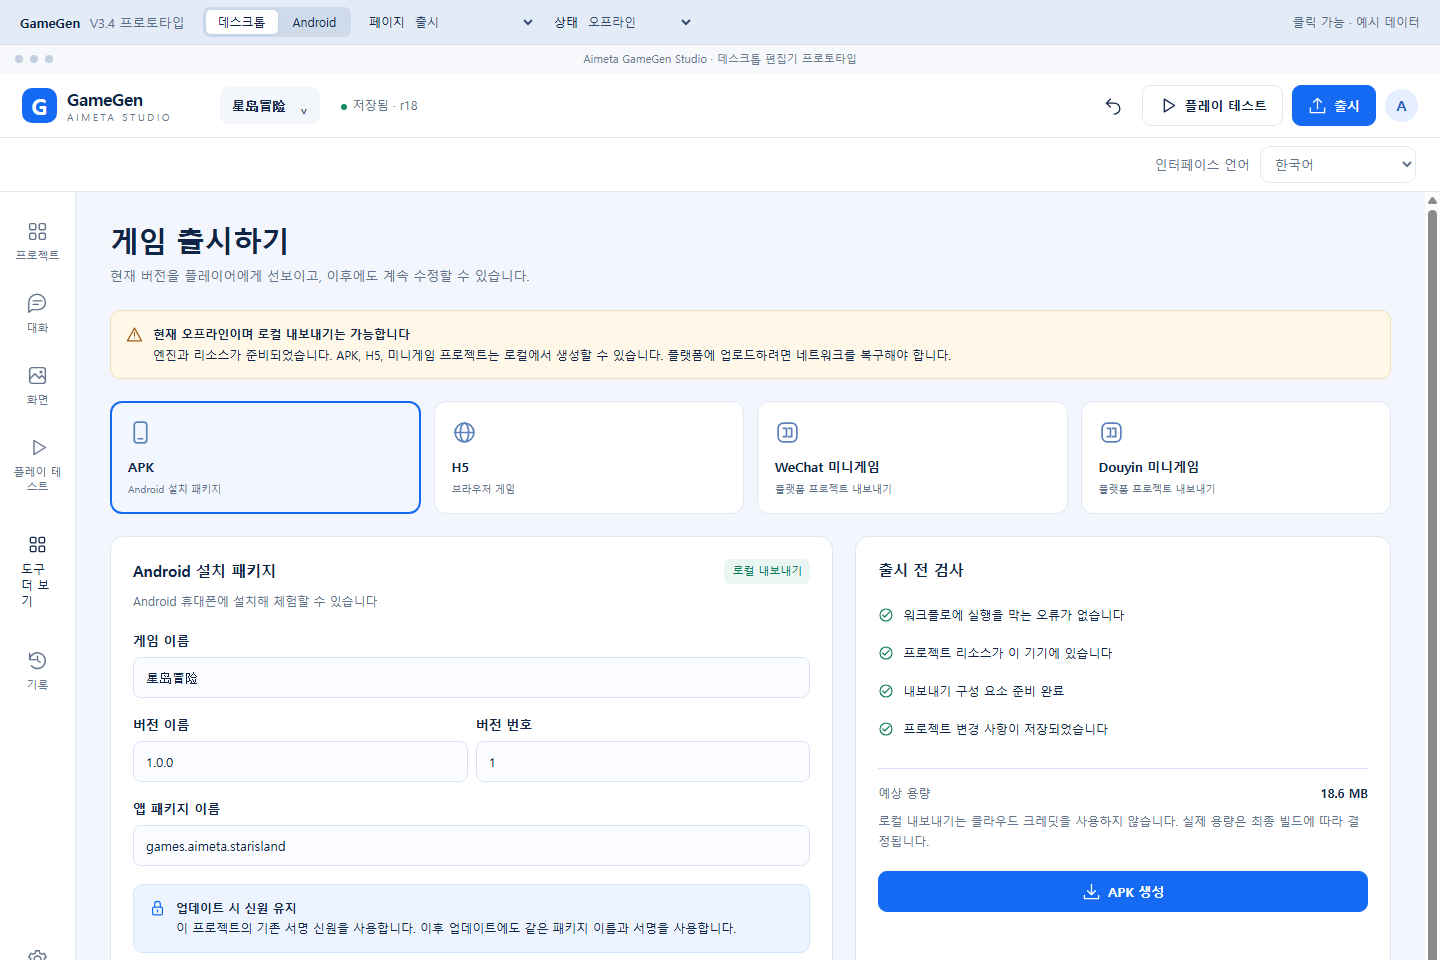 GameGen V3.4 프로토타입 데스크톱 Android 페이지 출시 상태 오프라인 클릭 가능 · 예시 데이터
Aimeta GameGen Studio · 데스크톱 편집기 프로토타입
G GameGen
AIMETA STUDIO
星岛冒险
저장됨 · r18
플레이 테스트
출시
A
인터페이스 언어 한국어
프로젝트
대화
화면
플레이 테
스트
도구
더 보
기
기록
게임 출시하기
현재 버전을 플레이어에게 선보이고, 이후에도 계속 수정할 수 있습니다.
현재 오프라인이며 로컬 내보내기는 가능합니다
엔진과 리소스가 준비되었습니다. APK, H5, 미니게임 프로젝트는 로컬에서 생성할 수 있습니다. 플랫폼에 업로드하려면 네트워크를 복구해야 합니다.
APK
Android 설치 패키지
H5
브라우저 게임
WeChat 미니게임
플랫폼 프로젝트 내보내기
Douyin 미니게임
플랫폼 프로젝트 내보내기
Android 설치 패키지
로컬 내보내기
Android 휴대폰에 설치해 체험할 수 있습니다
게임 이름
星岛冒险
버전 이름
버전 번호
1.0.0
1
앱 패키지 이름
games.aimeta.starisland
업데이트 시 신원 유지
이 프로젝트의 기존 서명 신원을 사용합니다. 이후 업데이트에도 같은 패키지 이름과 서명을 사용합니다.
출시 전 검사
워크플로에 실행을 막는 오류가 없습니다
프로젝트 리소스가 이 기기에 있습니다
내보내기 구성 요소 준비 완료
프로젝트 변경 사항이 저장되었습니다
예상 용량 18.6 MB
로컬 내보내기는 클라우드 크레딧을 사용하지 않습니다. 실제 용량은 최종 빌드에 따라 결
정됩니다.
APK 생성